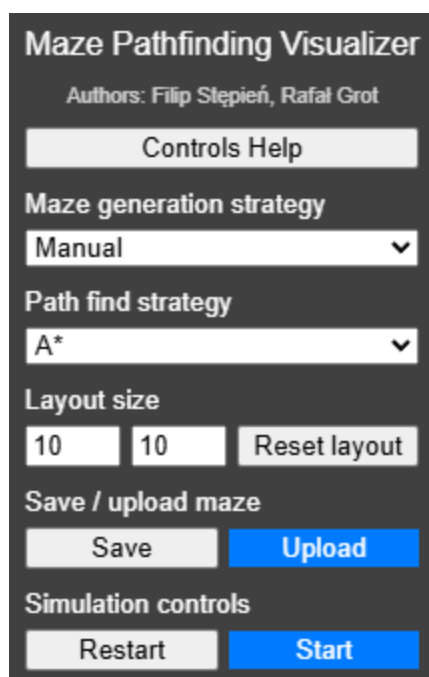 Maze Pathfinding Visualizer
Authors: Filip Stępień, Rafał Grot
Controls Help
Maze generation strategy
Manual
Path find strategy
A*
Layout size
10 10 Reset layout
Save / upload maze
Save Upload
Simulation controls
Restart Start